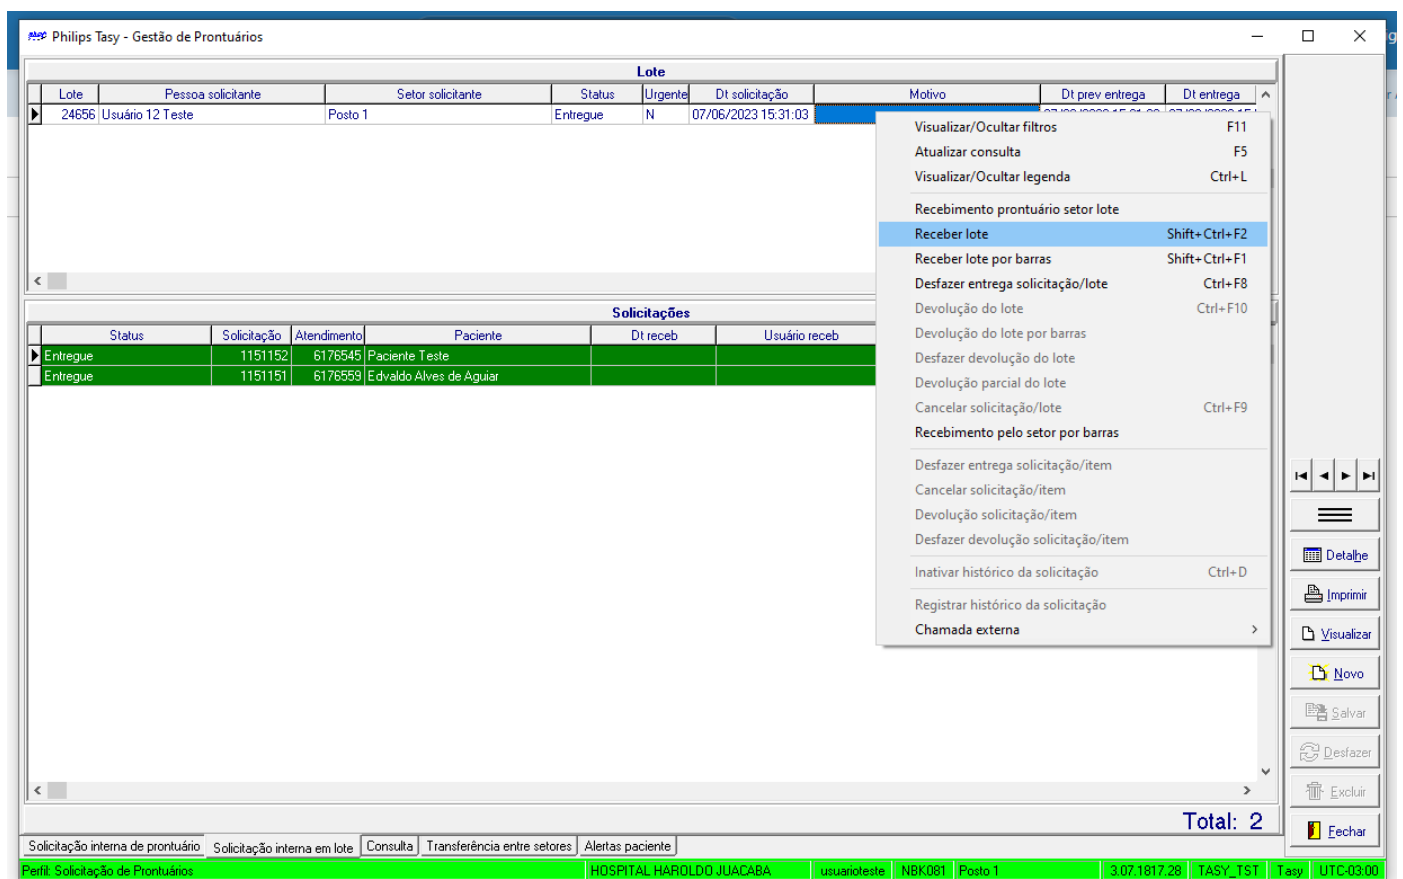 Philips Tasy - Gestão de Prontuários
Lote
Lote Pessoa solicitante Setor solicitante Status Urgente Dt solicitação Motivo Dt prev entrega Dt entrega
24656 Usuário 12 Teste Posto 1 Entregue N 07/06/2023 15:31:03
Visualizar/Ocultar filtros F11
Atualizar consulta F5
Visualizar/Ocultar legenda Ctrl+L
Recebimento prontuário setor lote
Receber lote Shift+Ctrl+F2
Receber lote por barras Shift+Ctrl+F1
Desfazer entrega solicitação/lote Ctrl+F8
Devolução do lote Ctrl+F10
Devolução do lote por barras
Desfazer devolução do lote
Devolução parcial do lote
Cancelar solicitação/lote Ctrl+F9
Recebimento pelo setor por barras
Desfazer entrega solicitação/item
Cancelar solicitação/item
Devolução solicitação/item
Desfazer devolução solicitação/item
Inativar histórico da solicitação Ctrl+D
Registrar histórico da solicitação
Chamada externa
Solicitações
Status Solicitação Atendimento Paciente Dt receb Usuário receb
Entregue 1151152 6176545 Paciente Teste
Entregue 1151151 6176559 Edvaldo Alves de Aguiar
Detalhe
Imprimir
Visualizar
Novo
Salvar
Desfazer
Excluir
Fechar
Total: 2
Solicitação interna de prontuário Solicitação interna em lote Consulta Transferência entre setores Alertas paciente
Perfil: Solicitação de Prontuários HOSPITAL HAROLDO JUACABA usuarioteste NBK081 Posto 1 3.07.1817.28 TASY_TST Tasy UTC-03:00